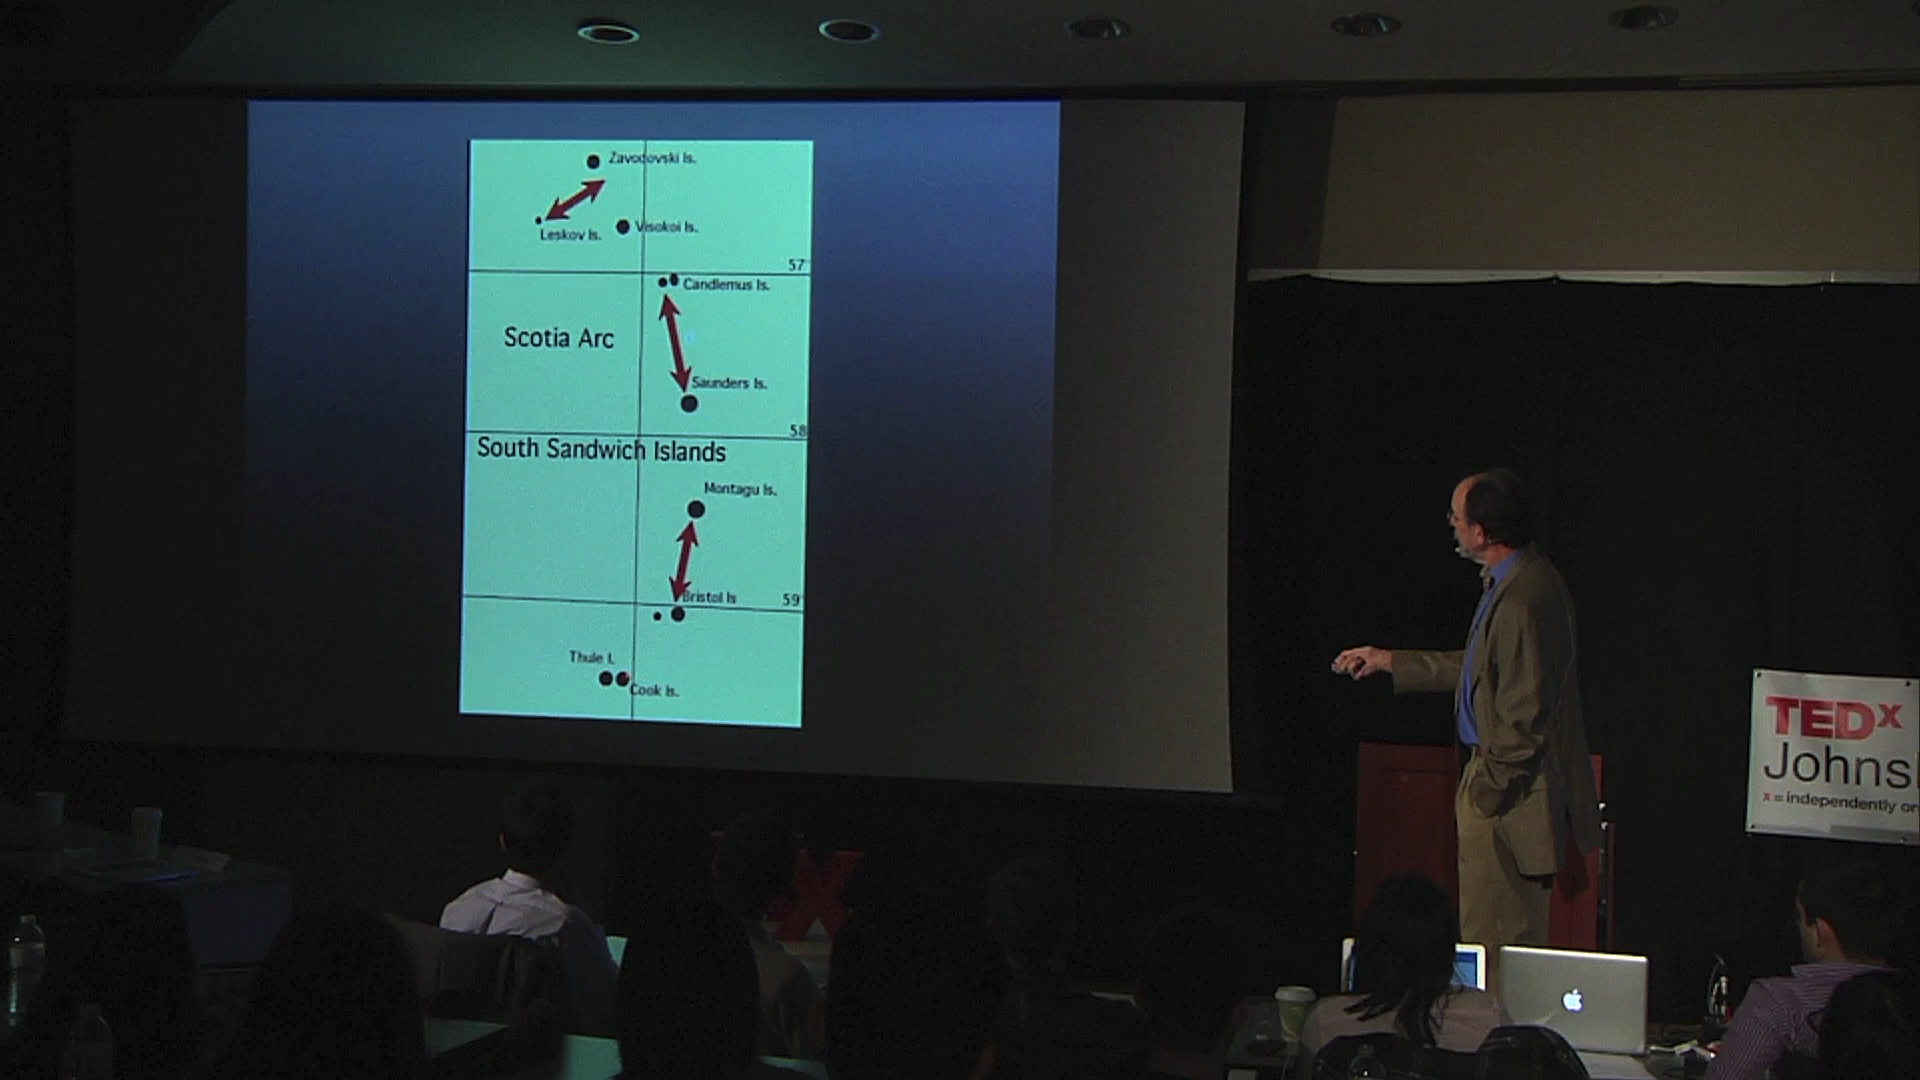 Zavodovski Is.
Leskov Is.
Visokoi Is.
57
Candlemus Is.
Scotia Arc
Saunders Is.
58
South Sandwich Islands
Montagu Is.
Bristol Is
59
Thule I.
Cook Is.
TEDx
Johns
x = independently or